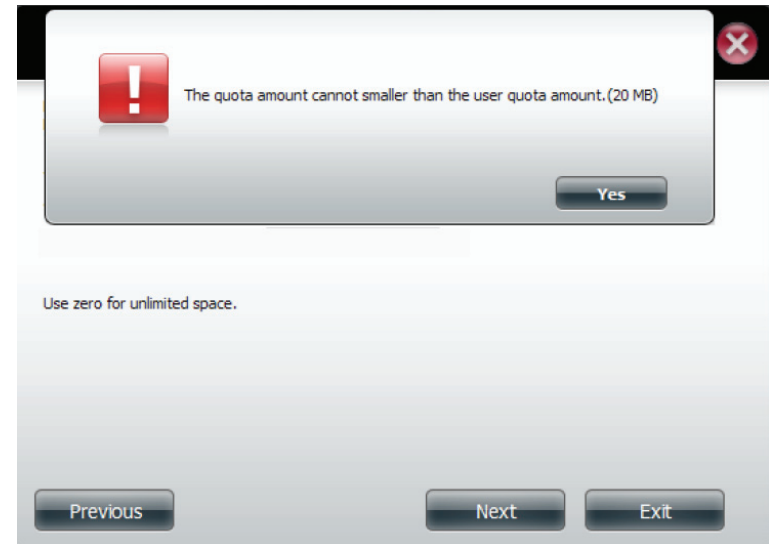 The quota amount cannot smaller than the user quota amount.(20 MB)
Yes
Use zero for unlimited space.
Previous Next Exit